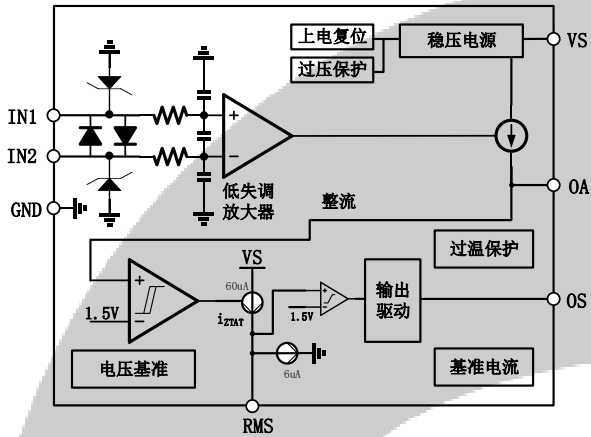 上电复位
稳压电源
VS
过压保护
IN1
+
IN2
−
低失调
放大器
GND
整流
OA
过温保护
VS
+
60uA
+
输出
驱动
OS
1.5V
−
iZTAT
1.5V
−
电压基准
6uA
基准电流
RMS